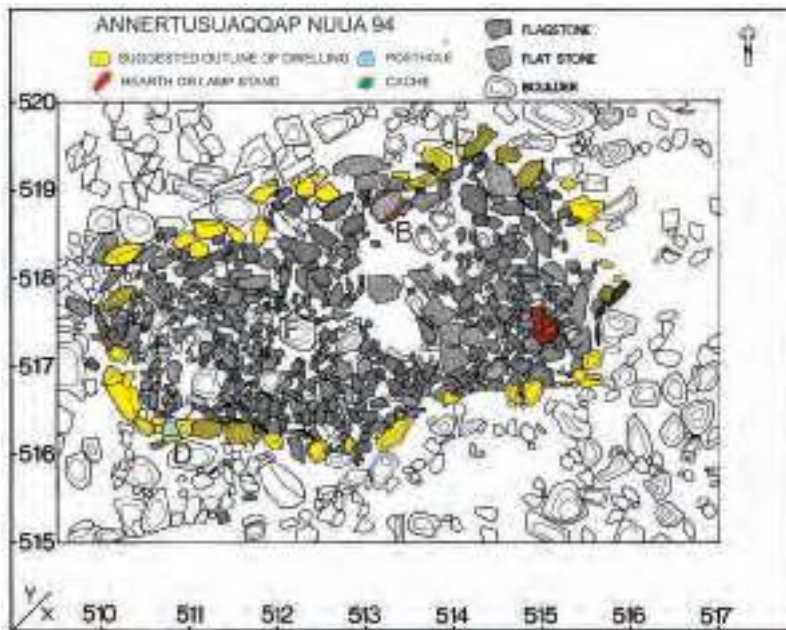 ANNERTUSUAQQAP NUUA 94
FLAGSTONE
SUGGESTED OUTLINE OF DWELLING
POSTHOLE
FLAT STONE
HEARTH OR LAMP STAND
CACHE
BOULDER
N
520
519
B
518
F
517
516
D
515
Y/X 510 511 512 513 514 515 516 517